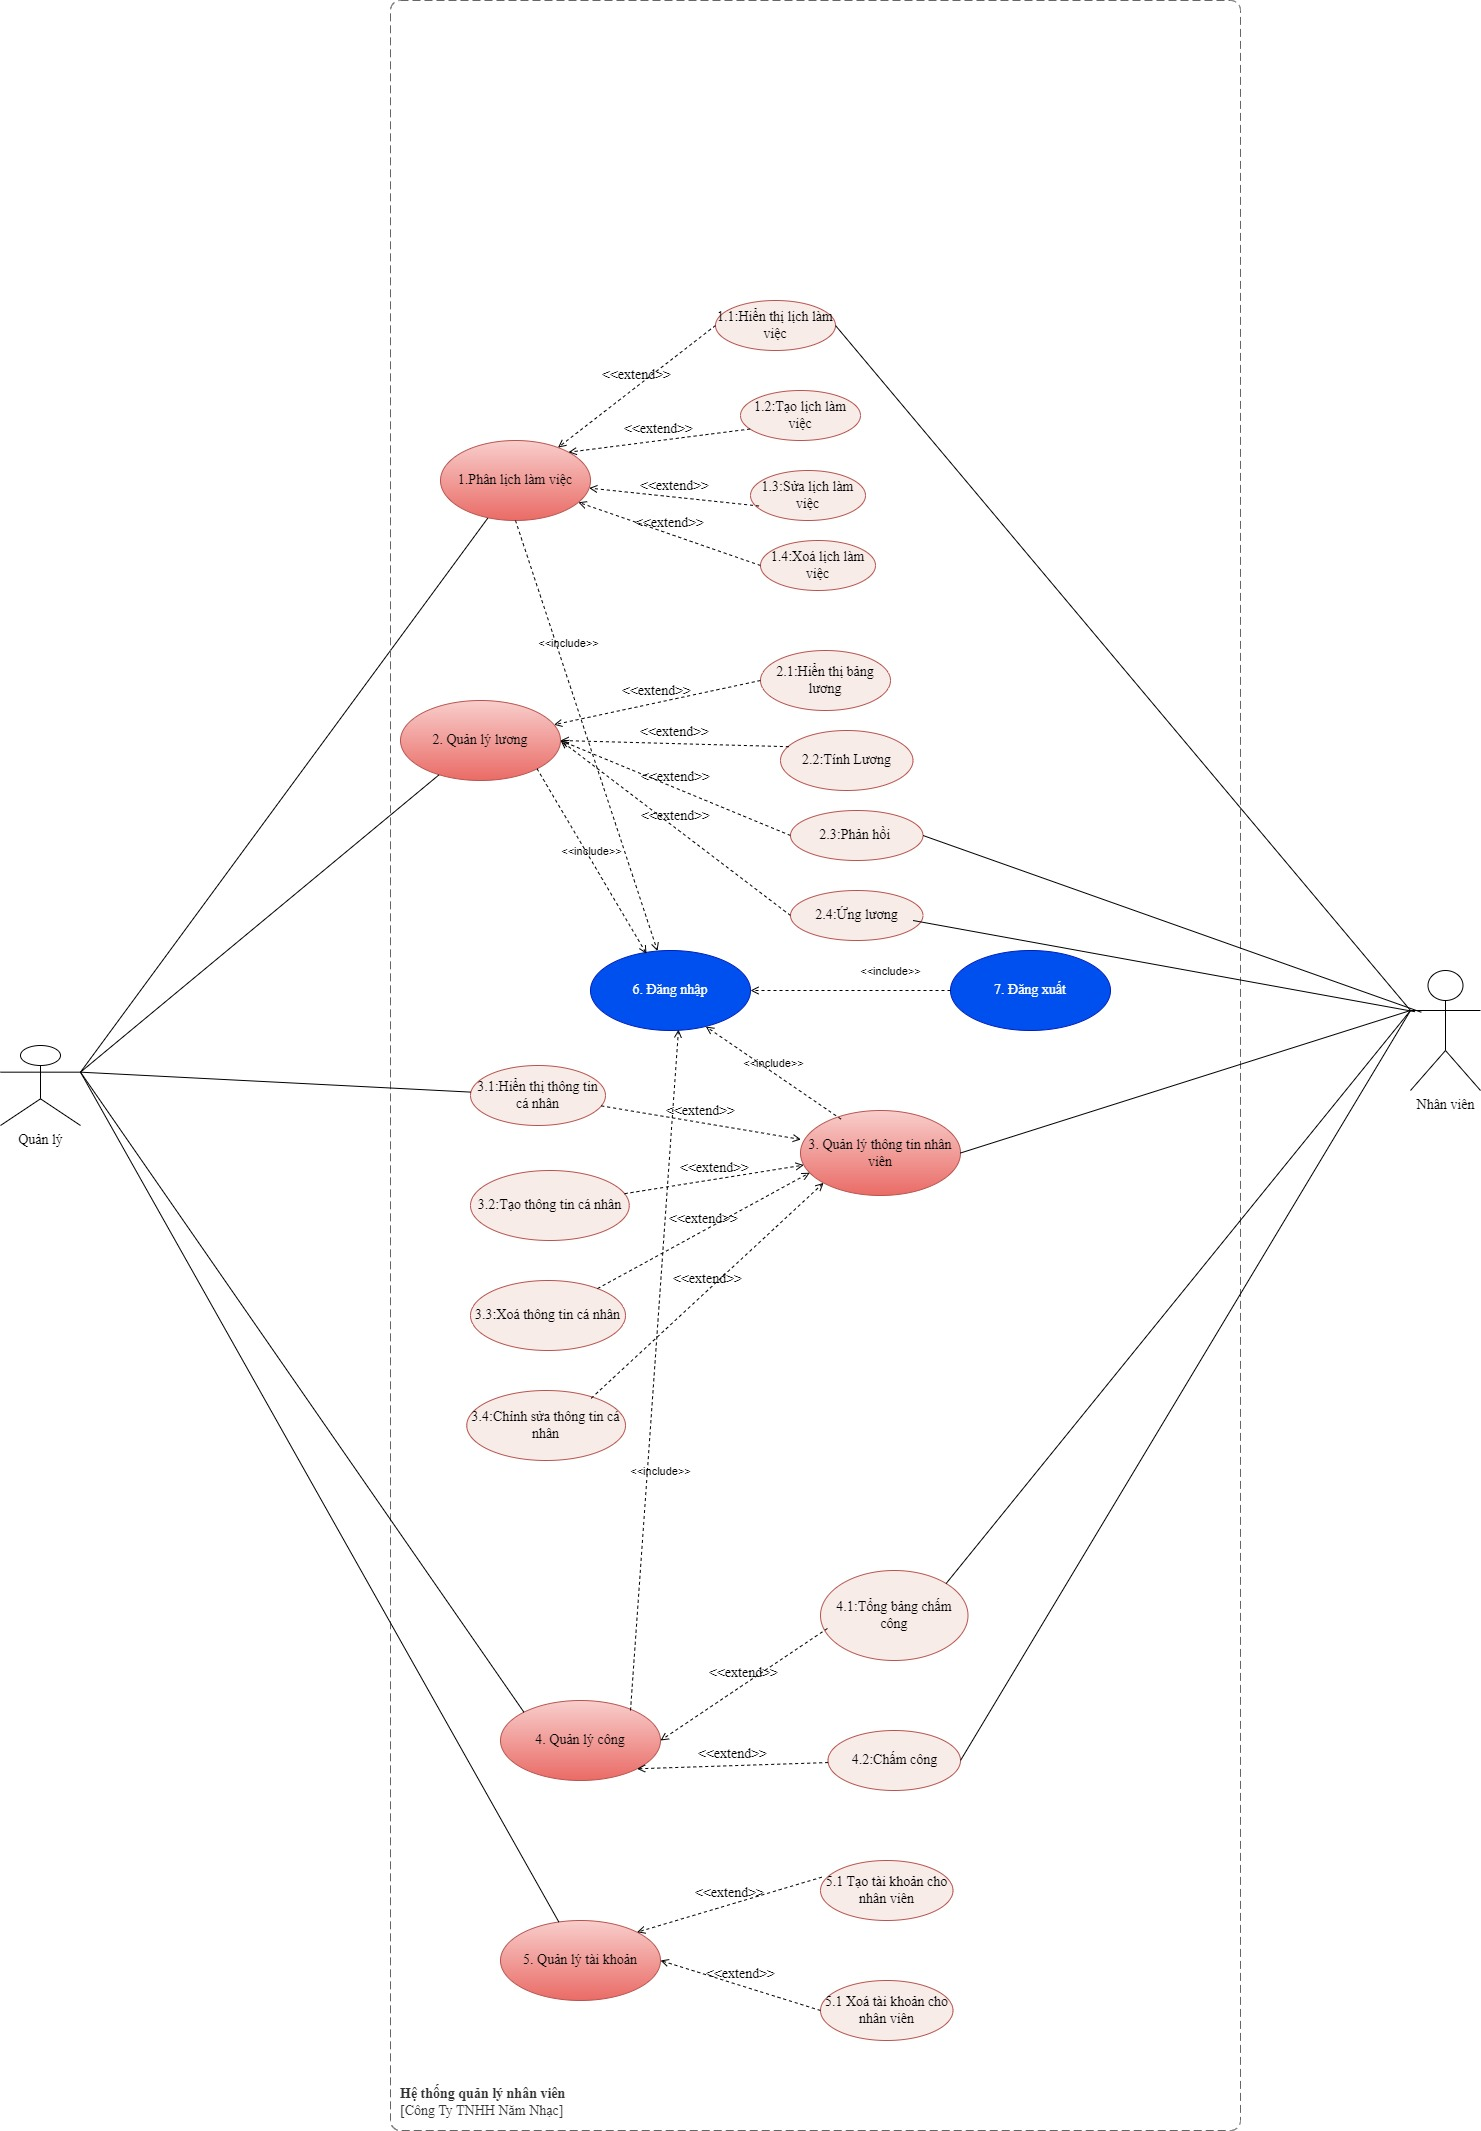 1.1:Hiển thị lịch làm
việc
<<extend>>
1.2:Tạo lịch làm
việc
<<extend>>
1.Phân lịch làm việc
1.3:Sửa lịch làm
việc
<<extend>>
<<extend>>
1.4:Xoá lịch làm
việc
<<include>>
2.1:Hiển thị bảng
lương
<<extend>>
2. Quản lý lương
<<extend>>
2.2:Tính Lương
<<extend>>
2.3:Phản hồi
<<extend>>
<<include>>
2.4:Ứng lương
6. Đăng nhập
<<include>>
7. Đăng xuất
Quản lý
Nhân viên
<<include>>
3.1:Hiển thị thông tin
cá nhân
<<extend>>
3. Quản lý thông tin nhân
viên
<<extend>>
3.2:Tạo thông tin cá nhân
<<extend>>
<<extend>>
3.3:Xoá thông tin cá nhân
3.4:Chỉnh sửa thông tin cá
nhân
<<include>>
4.1:Tổng bảng chấm
công
<<extend>>
4. Quản lý công
<<extend>>
4.2:Chấm công
5.1 Tạo tài khoản cho
nhân viên
<<extend>>
5. Quản lý tài khoản
<<extend>>
5.1 Xoá tài khoản cho
nhân viên
Hệ thống quản lý nhân viên
[Công Ty TNHH Năm Nhạc]